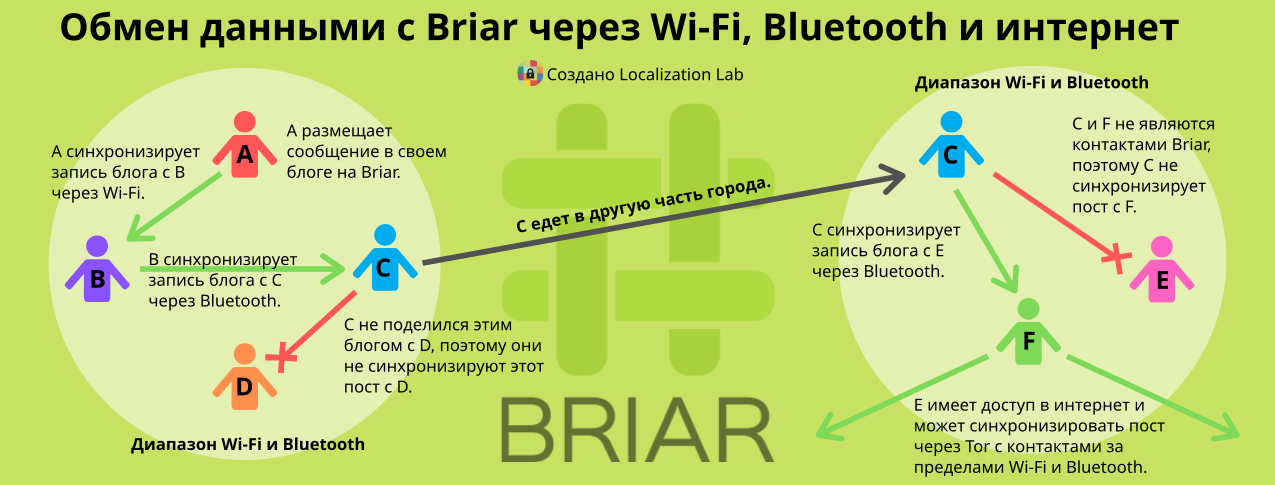 Обмен данными с Briar через Wi-Fi, Bluetooth и интернет
Создано Localization Lab
А размещает
сообщение в своем
блоге на Briar.
А синхронизирует
запись блога с B
через Wi-Fi.
A
B
B синхронизирует
запись блога с C
через Bluetooth.
C
C не поделился этим
блогом с D, поэтому они
не синхронизируют этот
пост с D.
D
Диапазон Wi-Fi и Bluetooth
C едет в другую часть города.
BRIAR
Диапазон Wi-Fi и Bluetooth
C
C и F не являются
контактами Briar,
поэтому C не
синхронизирует
пост с F.
C синхронизирует
запись блога с E
через Bluetooth.
E
F
E имеет доступ в интернет и
может синхронизировать пост
через Tor с контактами за
пределами Wi-Fi и Bluetooth.